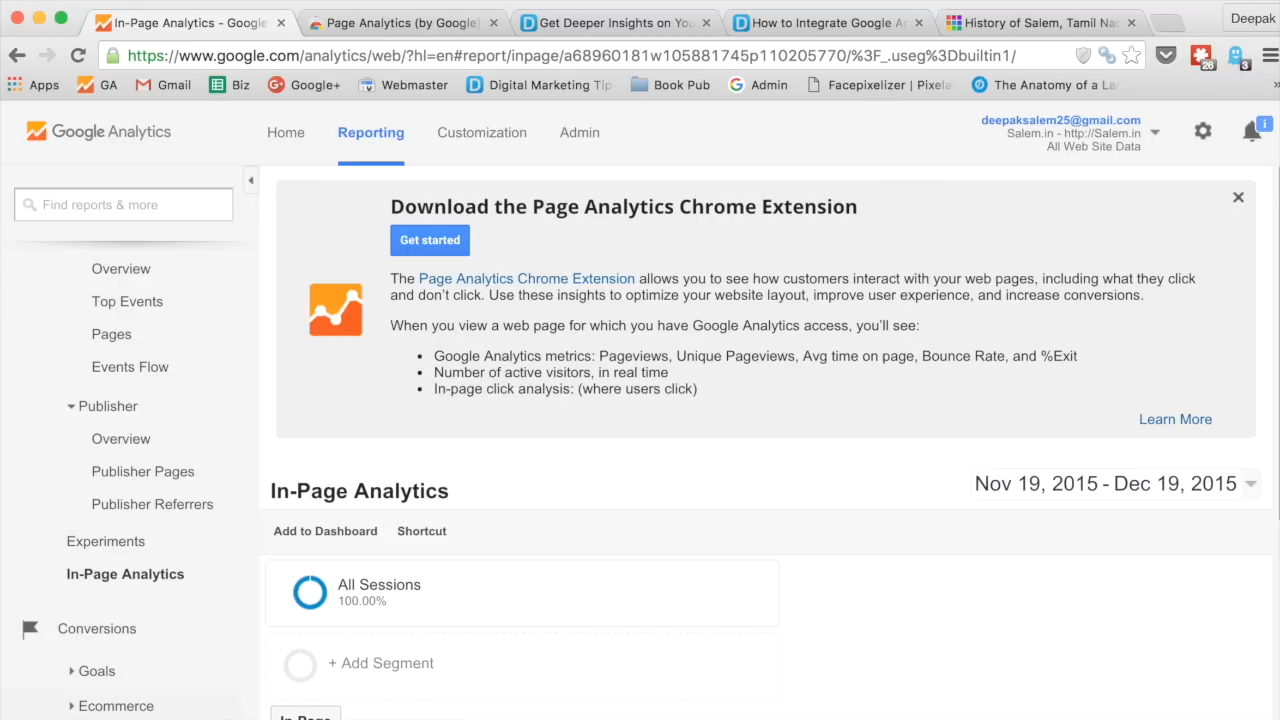 In-Page Analytics - Google
Page Analytics (by Google)
Get Deeper Insights on You
How to Integrate Google A
History of Salem, Tamil Na
Deepak
https://www.google.com/analytics/web/?hl=en#report/inpage/a68960181w105881745p110205770/%3F_.useg%3Dbuiltin1/
26
3
Apps
GA
Gmail
Biz
Google+
Webmaster
Digital Marketing Tip
Book Pub
Admin
Facepixelizer | Pixela
The Anatomy of a La
»
Google Analytics
Home
Reporting
Customization
Admin
deepaksalem25@gmail.com
Salem.in - http://Salem.in
All Web Site Data
Find reports & more
Overview
Top Events
Pages
Events Flow
Publisher
Overview
Publisher Pages
Publisher Referrers
Experiments
In-Page Analytics
Conversions
Goals
Ecommerce
Download the Page Analytics Chrome Extension
Get started
The Page Analytics Chrome Extension allows you to see how customers interact with your web pages, including what they click
and don't click. Use these insights to optimize your website layout, improve user experience, and increase conversions.
When you view a web page for which you have Google Analytics access, you'll see:
• Google Analytics metrics: Pageviews, Unique Pageviews, Avg time on page, Bounce Rate, and %Exit
• Number of active visitors, in real time
• In-page click analysis: (where users click)
Learn More
In-Page Analytics
Nov 19, 2015 - Dec 19, 2015
Add to Dashboard
Shortcut
All Sessions
100.00%
+ Add Segment
In-Page